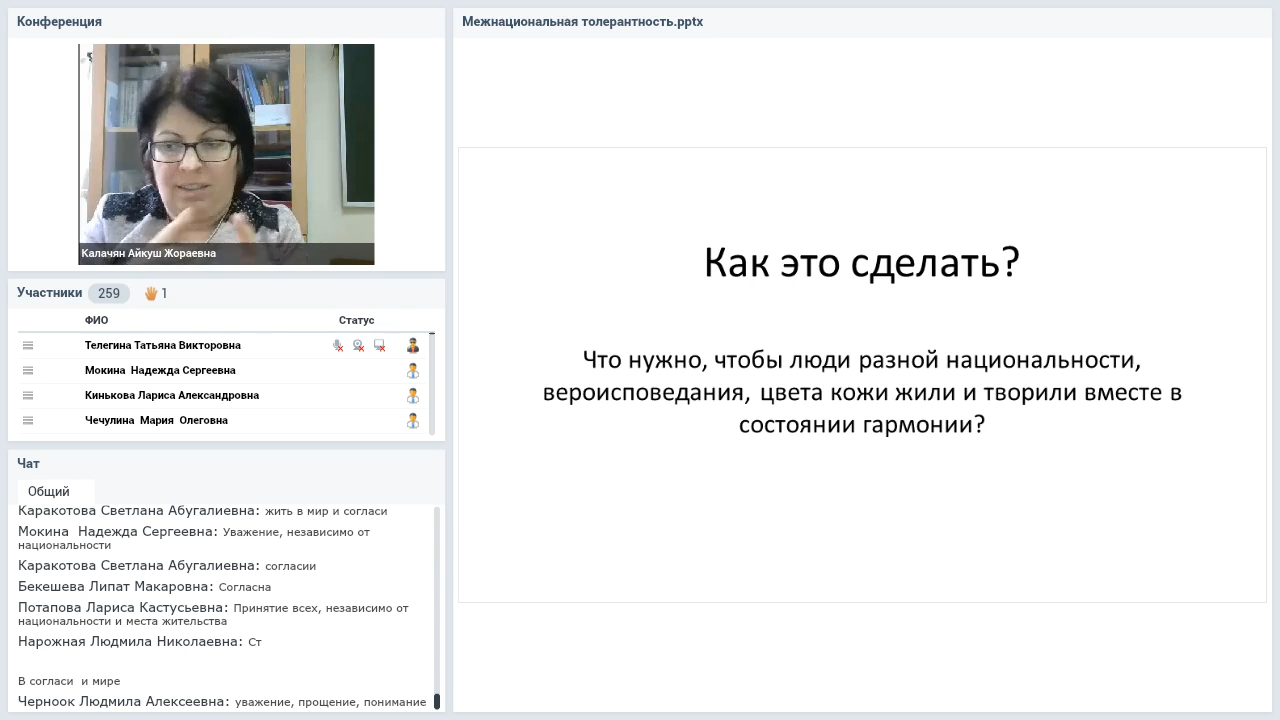 Конференция
Калачян Айкуш Жораевна
Участники 259 1
ФИО Статус
Телегина Татьяна Викторовна
Мокина Надежда Сергеевна
Кинькова Лариса Александровна
Чечулина Мария Олеговна
Чат
Общий
Каракотова Светлана Абугалиевна: жить в мир и согласи
Мокина Надежда Сергеевна: Уважение, независимо от
национальности
Каракотова Светлана Абугалиевна: согласии
Бекешева Липат Макаровна: Согласна
Потапова Лариса Кастусьевна: Принятие всех, независимо от
национальности и места жительства
Нарожная Людмила Николаевна: Ст
В согласи и мире
Черноок Людмила Алексеевна: уважение, прощение, понимание
Межнациональная толерантность.pptx
Как это сделать?
Что нужно, чтобы люди разной национальности,
вероисповедания, цвета кожи жили и творили вместе в
состоянии гармонии?